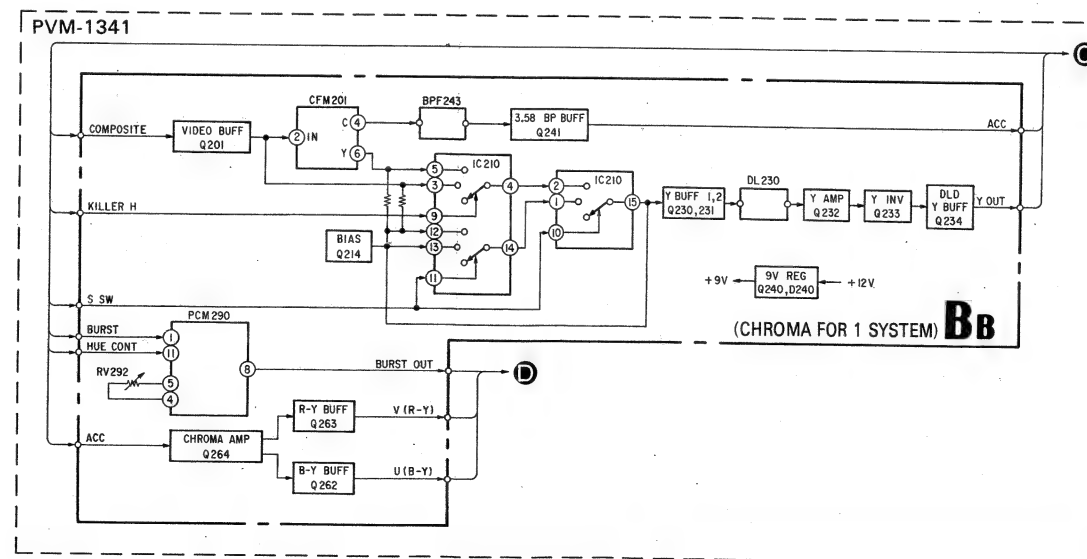 PVM-1341
C
COMPOSITE
VIDEO BUFF
Q201
CFM201
2 IN
C 4
Y 6
BPF243
3.58 BP BUFF
Q241
ACC
KILLER H
IC210
5
3
9
12
13
11
4
14
BIAS
Q214
IC210
2
1
10
15
Y BUFF 1,2
Q230,231
DL230
Y AMP
Q232
Y INV
Q233
DLD
Y BUFF
Q234
Y OUT
+9V
9V REG
Q240,D240
+12V
S SW
(CHROMA FOR 1 SYSTEM) BB
BURST
HUE CONT
PCM290
1
11
5
4
8
RV292
BURST OUT
D
ACC
CHROMA AMP
Q264
R-Y BUFF
Q263
V (R-Y)
B-Y BUFF
Q262
U (B-Y)